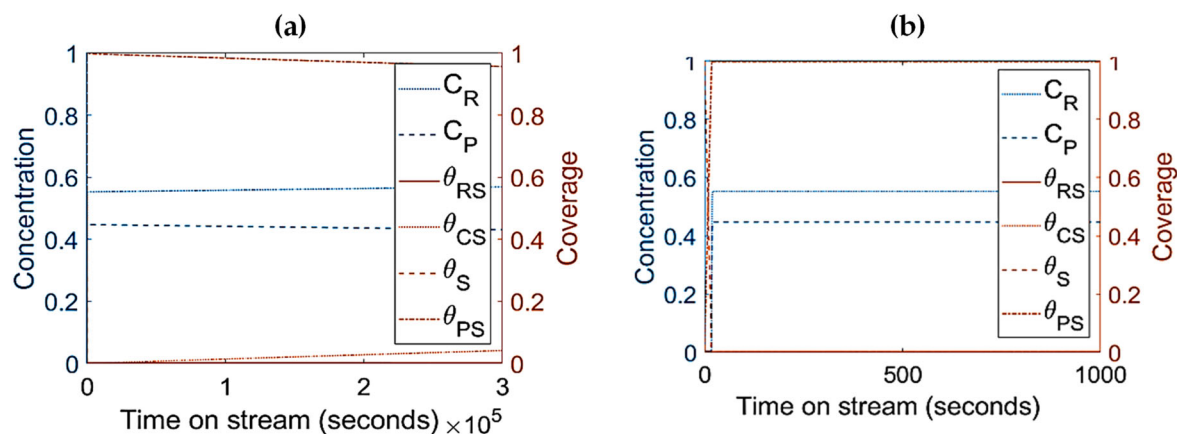 (a)
1
0.8
0.6
0.4
0.2
0
Concentration
0
1
2
3
Time on stream (seconds) ×10⁵
1
0.8
0.6
0.4
0.2
0
Coverage
C_R
C_P
θ_RS
θ_CS
θ_S
θ_PS
(b)
1
0.8
0.6
0.4
0.2
0
Concentration
0
500
1000
Time on stream (seconds)
1
0.8
0.6
0.4
0.2
0
Coverage
C_R
C_P
θ_RS
θ_CS
θ_S
θ_PS